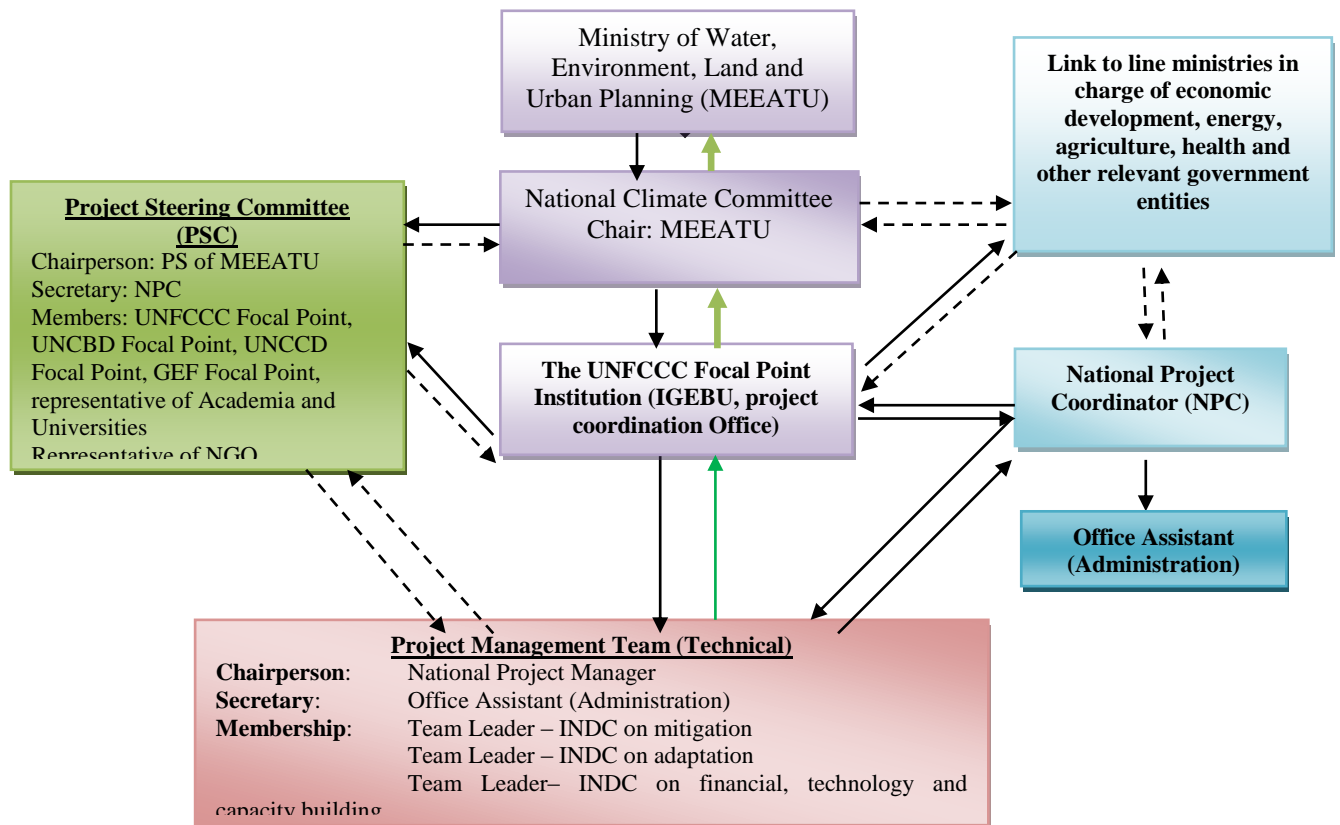 Ministry of Water,
Environment, Land and
Urban Planning (MEEATU)
Link to line ministries in
charge of economic
development, energy,
agriculture, health and
other relevant government
entities
National Climate Committee
Chair: MEEATU
Project Steering Committee
(PSC)
Chairperson: PS of MEEATU
Secretary: NPC
Members: UNFCCC Focal Point,
UNCBD Focal Point, UNCCD
Focal Point, GEF Focal Point,
representative of Academia and
Universities
Representative of NGO
The UNFCCC Focal Point
Institution (IGEBU, project
coordination Office)
National Project
Coordinator (NPC)
Office Assistant
(Administration)
Project Management Team (Technical)
Chairperson: National Project Manager
Secretary: Office Assistant (Administration)
Membership: Team Leader – INDC on mitigation
Team Leader – INDC on adaptation
Team Leader– INDC on financial, technology and
capacity building